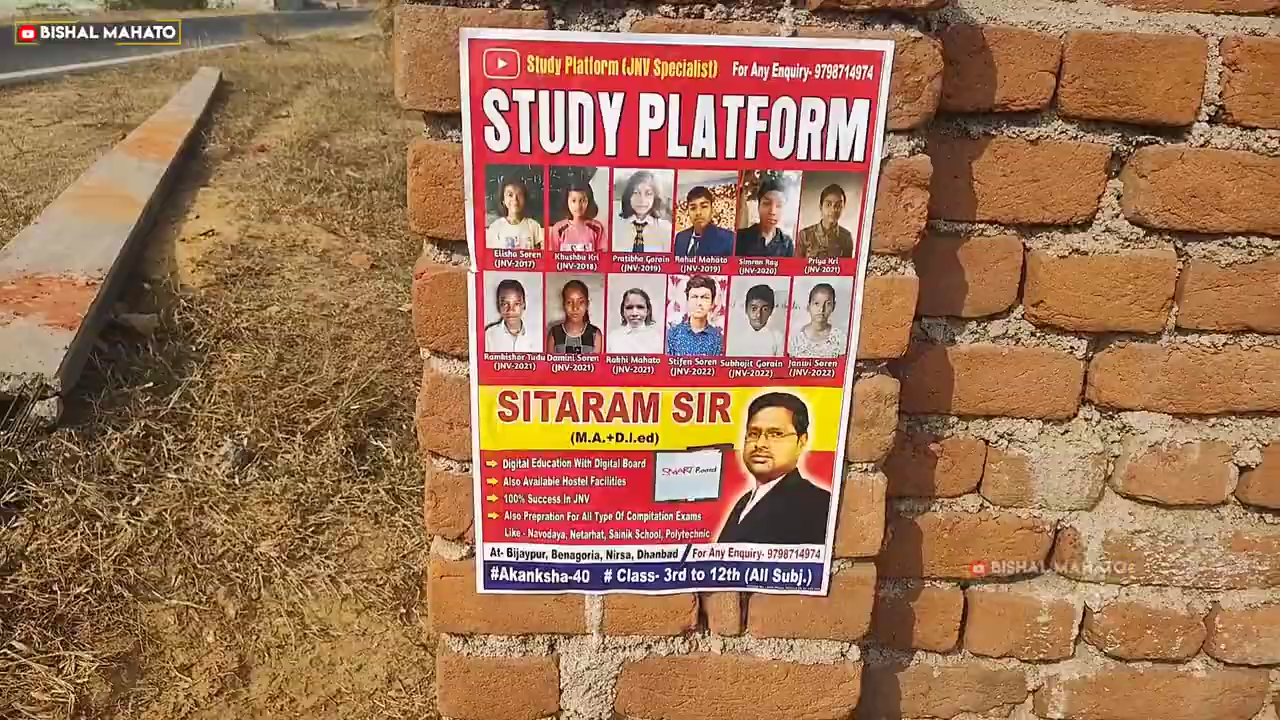 BISHAL MAHATO
Study Platform (JNV Specialist)
For Any Enquiry- 9798714974
STUDY PLATFORM
Elisha Soren Khushbu Kri Pratibha Gorain Rahul Mahato Simran Ray Priya Kri
(JNV-2017) (JNV-2018) (JNV-2019) (JNV-2019) (JNV-2020) (JNV-2021)
Ramkishor Tudu Damini Soren Rakhi Mahato Stifen Soren Subhojit Gorain Janwi Soren
(JNV-2021) (JNV-2021) (JNV-2021) (JNV-2022) (JNV-2022) (JNV-2022)
SITARAM SIR
(M.A.+D.l.ed)
Digital Education With Digital Board
SMART Board
Also Available Hostel Facilities
100% Success In JNV
Also Prepration For All Type Of Compitation Exams
Like - Navodaya, Netarhat, Sainik School, Polytechnic
At- Bijaypur, Benagoria, Nirsa, Dhanbad / For Any Enquiry- 9798714974
#Akanksha-40 # Class- 3rd to 12th (All Subj.)
BISHAL MAHATO